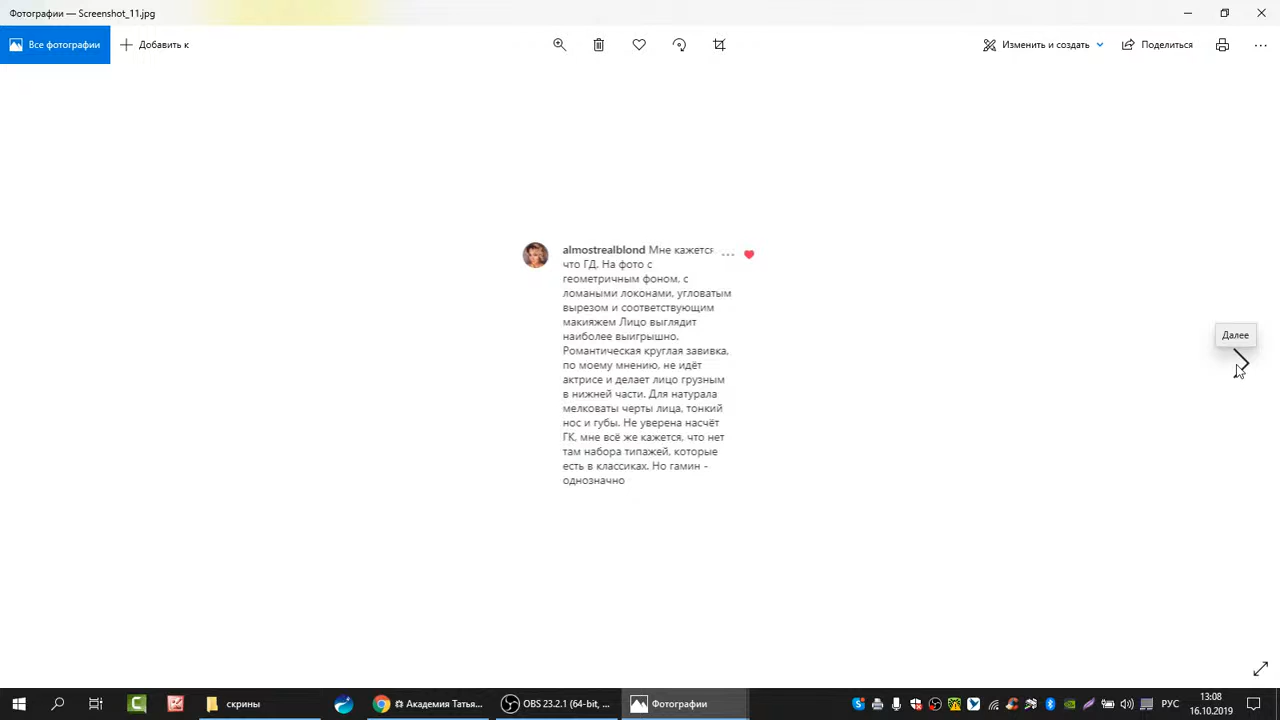 Фотографии — Screenshot_11.jpg
Все фотографии
Добавить к
Изменить и создать
Поделиться
almostrealblond Мне кажется
что ГД. На фото с
геометричным фоном, с
ломаными локонами, угловатым
вырезом и соответствующим
макияжем Лицо выглядит
наиболее выигрышно.
Романтическая круглая завивка,
по моему мнению, не идёт
актрисе и делает лицо грузным
в нижней части. Для натурала
мелковаты черты лица, тонкий
нос и губы. Не уверена насчёт
ГК, мне всё же кажется, что нет
там набора типажей, которые
есть в классиках. Но гамин -
однозначно
Далее
скрины
Академия Татья...
OBS 23.2.1 (64-bit, ...
Фотографии
РУС
13:08
16.10.2019